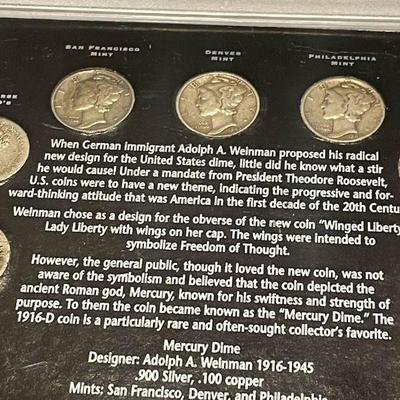 SAN FRANCISCO
MINT
DENVER
MINT
PHILADELPHIA
MINT
When German immigrant Adolph A. Weinman proposed his radical
new design for the United States dime, little did he know what a stir
he would cause! Under a mandate from President Theodore Roosevelt,
U.S. coins were to have a new theme, indicating the progressive and for-
ward-thinking attitude that was America in the first decade of the 20th
Weinman chose as a design for the obverse of the new coin "Winged Liberty
Lady Liberty with wings on her cap. The wings were intended to
symbolize Freedom of Thought.
However, the general public, though it loved the new coin, was not
aware of the symbolism and believed that the coin depicted the
ancient Roman god, Mercury, known for his swiftness and strength of
purpose. To them the coin became known as the "Mercury Dime." The
1916-D coin is a particularly rare and often-sought collector's favorite.
Mercury Dime
Designer: Adolph A. Weinman 1916-1945
.900 Silver, .100 copper
Mints: San Francisco, Denver, and Philadelphia